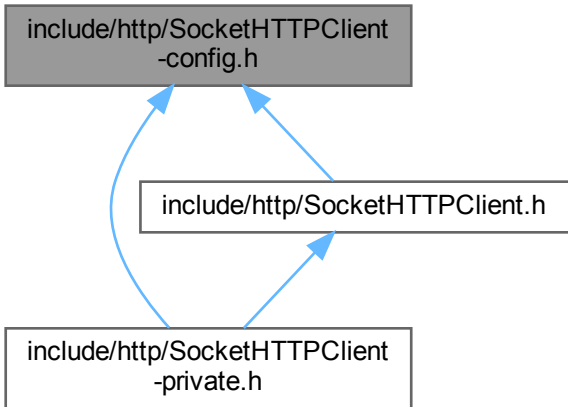 include/http/SocketHTTPClient
-config.h
include/http/SocketHTTPClient.h
include/http/SocketHTTPClient
-private.h